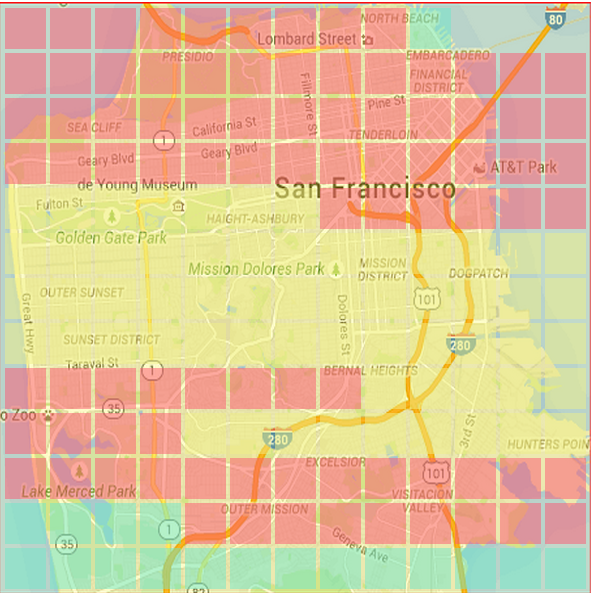 NORTH BEACH
80
Lombard Street
PRESIDIO
EMBARCADERO
FINANCIAL
DISTRICT
Fillmore St
Pine St
SEA CLIFF
California St
TENDERLOIN
1
Geary Blvd
Geary Blvd
AT&T Park
de Young Museum
San Francisco
Fulton St
HAIGHT-ASHBURY
Golden Gate Park
Mission Dolores Park
MISSION
DISTRICT
DOGPATCH
OUTER SUNSET
101
Great Hwy
Dolores St
SUNSET DISTRICT
280
Taraval St
1
BERNAL HEIGHTS
35
o Zoo
3rd St
280
HUNTERS POIN
EXCELSIOR
101
Lake Merced Park
VISITACION
VALLEY
OUTER MISSION
1
35
Geneva Ave
82